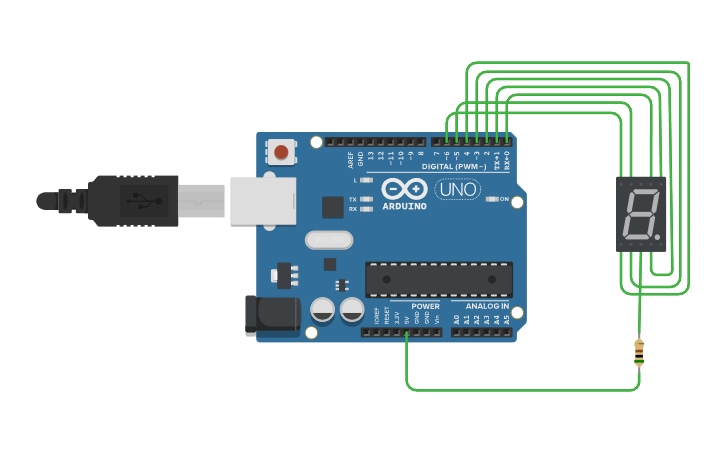 AREF
GND
13
12
~11
~10
~9
8
7
~6
~5
4
~3
2
TX→1
RX←0
DIGITAL (PWM~)
L
TX
RX
ARDUINO
UNO
ON
POWER
ANALOG IN
IOREF
RESET
3.3V
5V
GND
GND
Vin
A0
A1
A2
A3
A4
A5